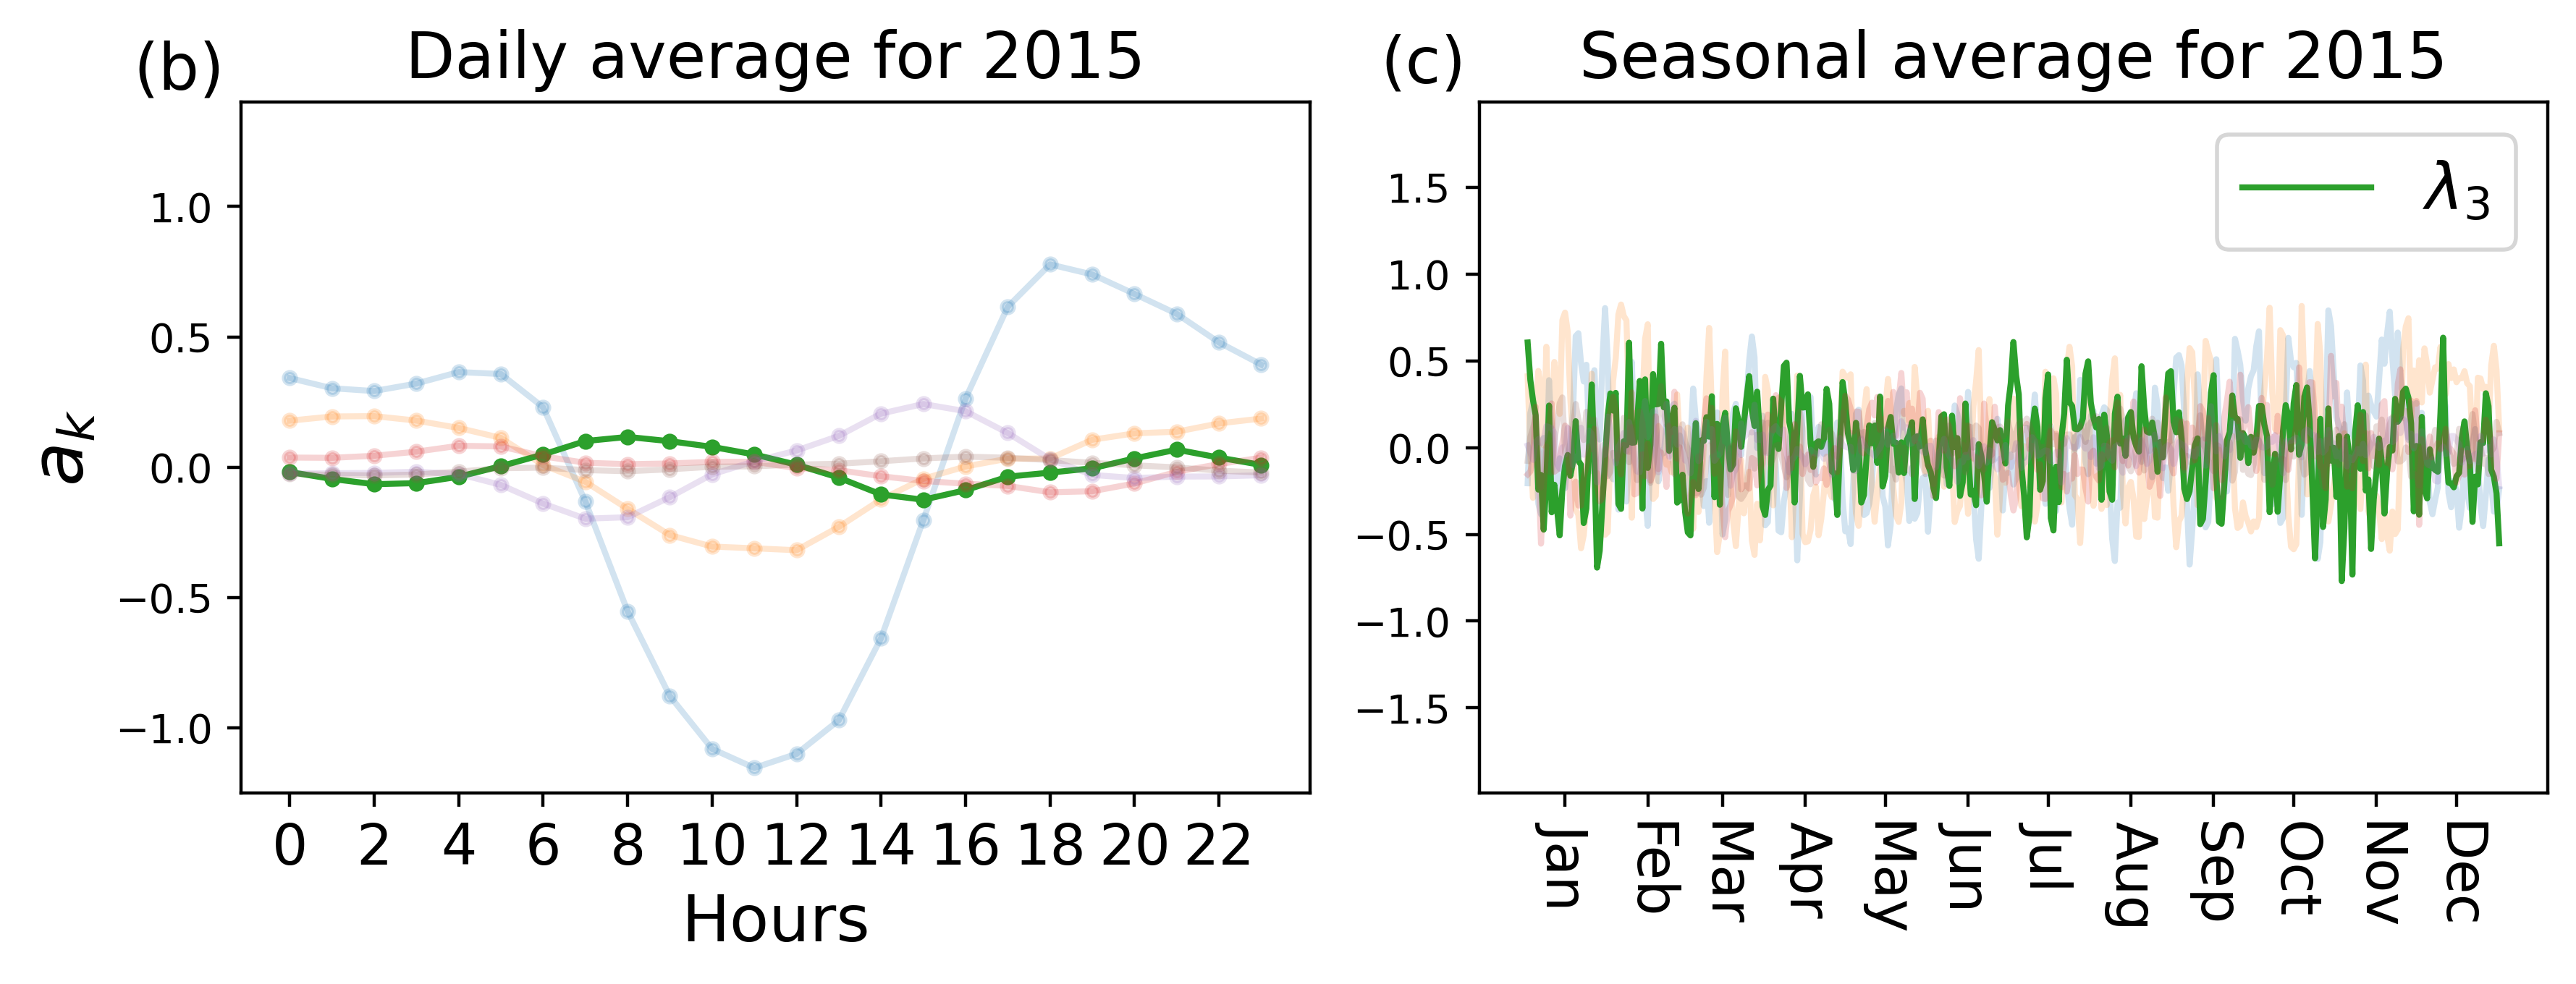 (b) Daily average for 2015
1.0
0.5
0.0
−0.5
−1.0
a_k
0 2 4 6 8 10 12 14 16 18 20 22
Hours
(c) Seasonal average for 2015
λ_3
1.5
1.0
0.5
0.0
−0.5
−1.0
−1.5
Jan Feb Mar Apr May Jun Jul Aug Sep Oct Nov Dec